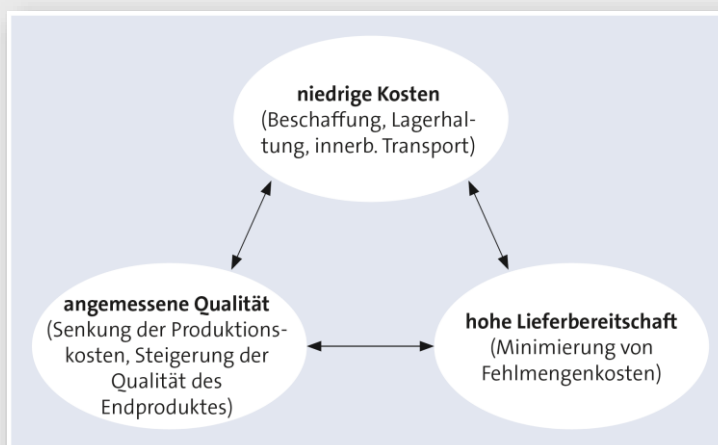 niedrige Kosten
(Beschaffung, Lagerhal-
tung, innerb. Transport)
angemessene Qualität
(Senkung der Produktions-
kosten, Steigerung der
Qualität des
Endproduktes)
hohe Lieferbereitschaft
(Minimierung von
Fehlmengenkosten)